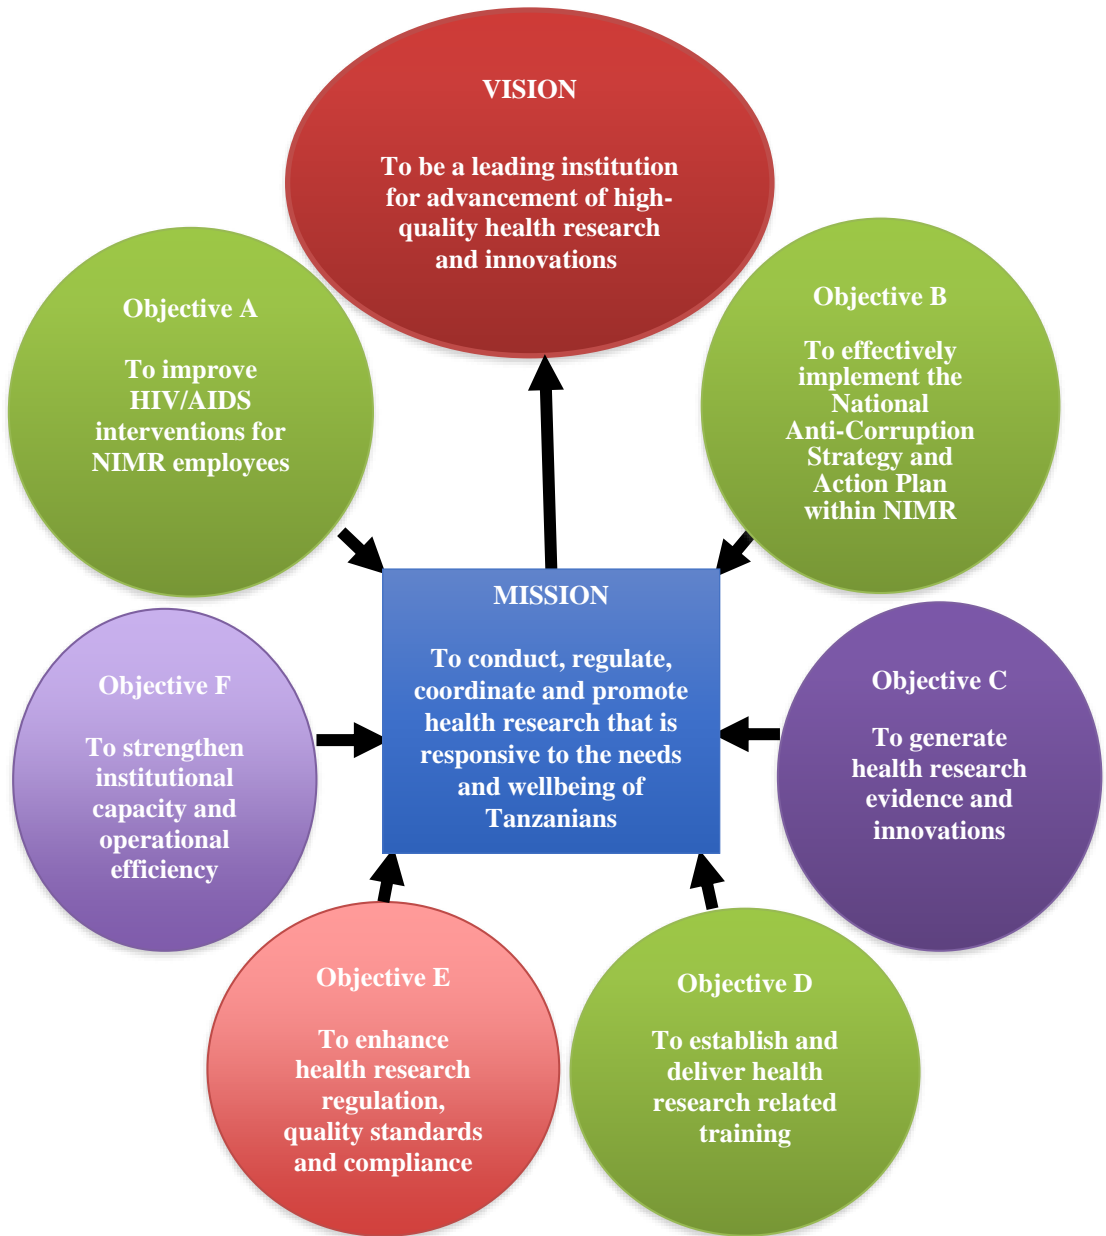 VISION
To be a leading institution
for advancement of high-
quality health research
and innovations
Objective A
To improve
HIV/AIDS
interventions for
NIMR employees
Objective B
To effectively
implement the
National
Anti-Corruption
Strategy and
Action Plan
within NIMR
MISSION
To conduct, regulate,
coordinate and promote
health research that is
responsive to the needs
and wellbeing of
Tanzanians
Objective F
To strengthen
institutional
capacity and
operational
efficiency
Objective C
To generate
health research
evidence and
innovations
Objective E
To enhance
health research
regulation,
quality standards
and compliance
Objective D
To establish and
deliver health
research related
training